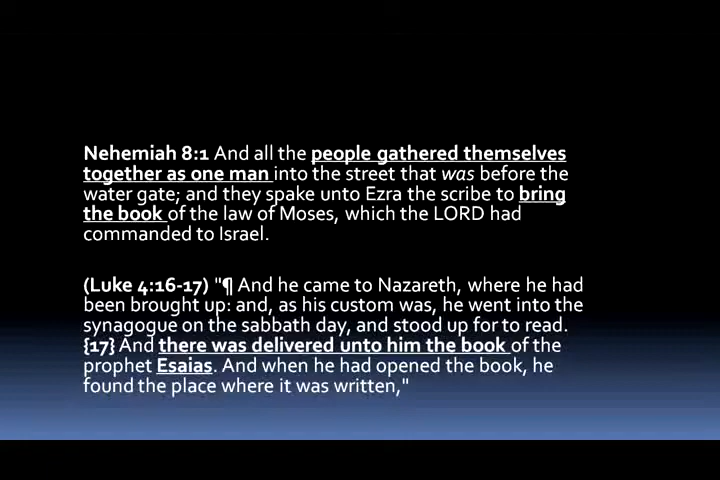 Nehemiah 8:1 And all the people gathered themselves
together as one man into the street that was before the
water gate; and they spake unto Ezra the scribe to bring
the book of the law of Moses, which the LORD had
commanded to Israel.
(Luke 4:16-17) "¶ And he came to Nazareth, where he had
been brought up: and, as his custom was, he went into the
synagogue on the sabbath day, and stood up for to read.
{17} And there was delivered unto him the book of the
prophet Esaias. And when he had opened the book, he
found the place where it was written,"